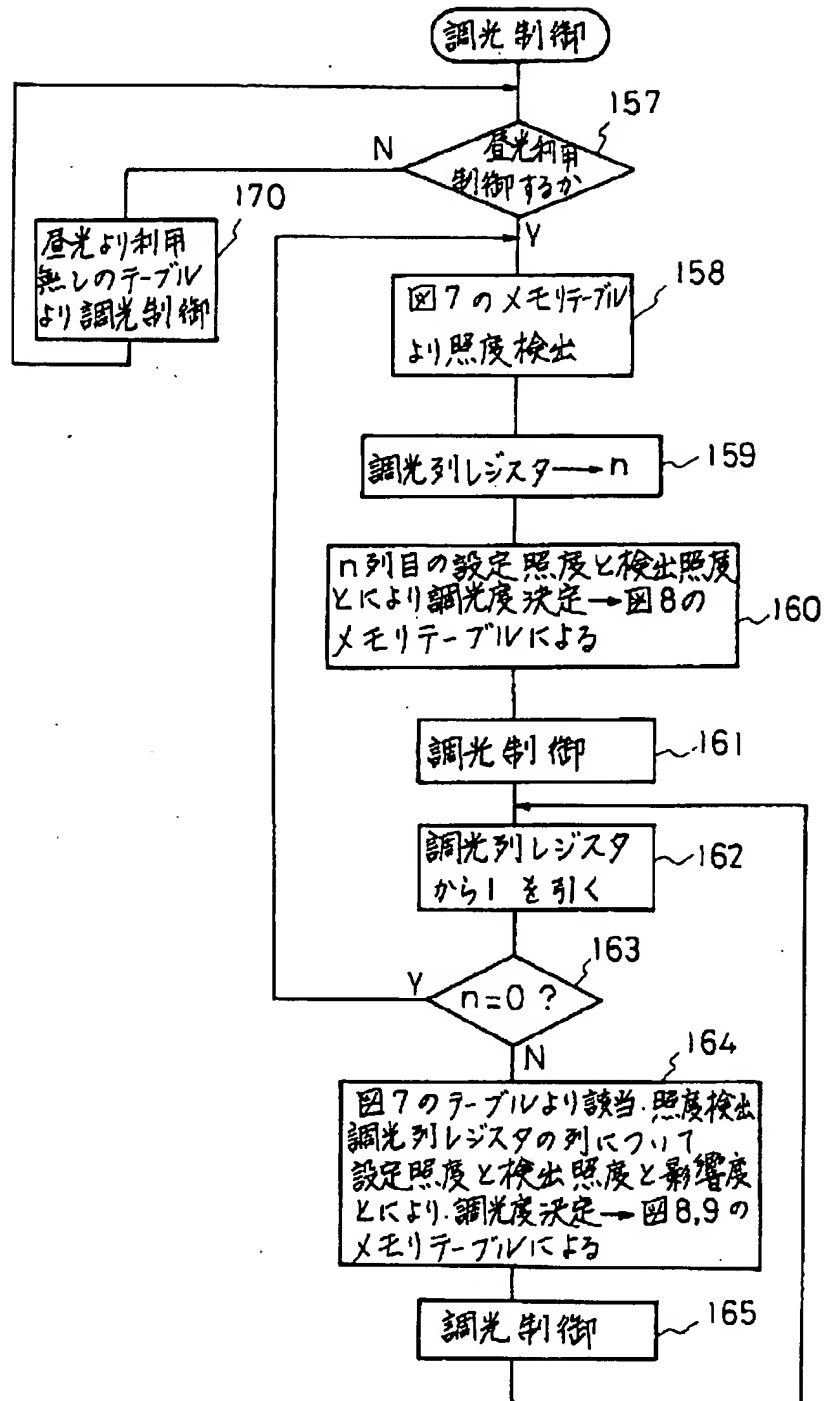 調光制御
157
昼光利用
制御するか
N
Y
170
昼光より利用
無しのテーブル
より調光制御
158
図7のメモリテーブル
より照度検出
調光列レジスタ→n
159
n列目の設定照度と検出照度
とにより調光度決定→図8の
メモリテーブルによる
160
調光制御
161
調光列レジスタ
から1を引く
162
163
n=0?
Y
N
164
図7のテーブルより該当.照度検出
調光列レジスタの列について
設定照度と検出照度と影響度
とにより.調光度決定→図8,9の
メモリテーブルによる
調光制御
165